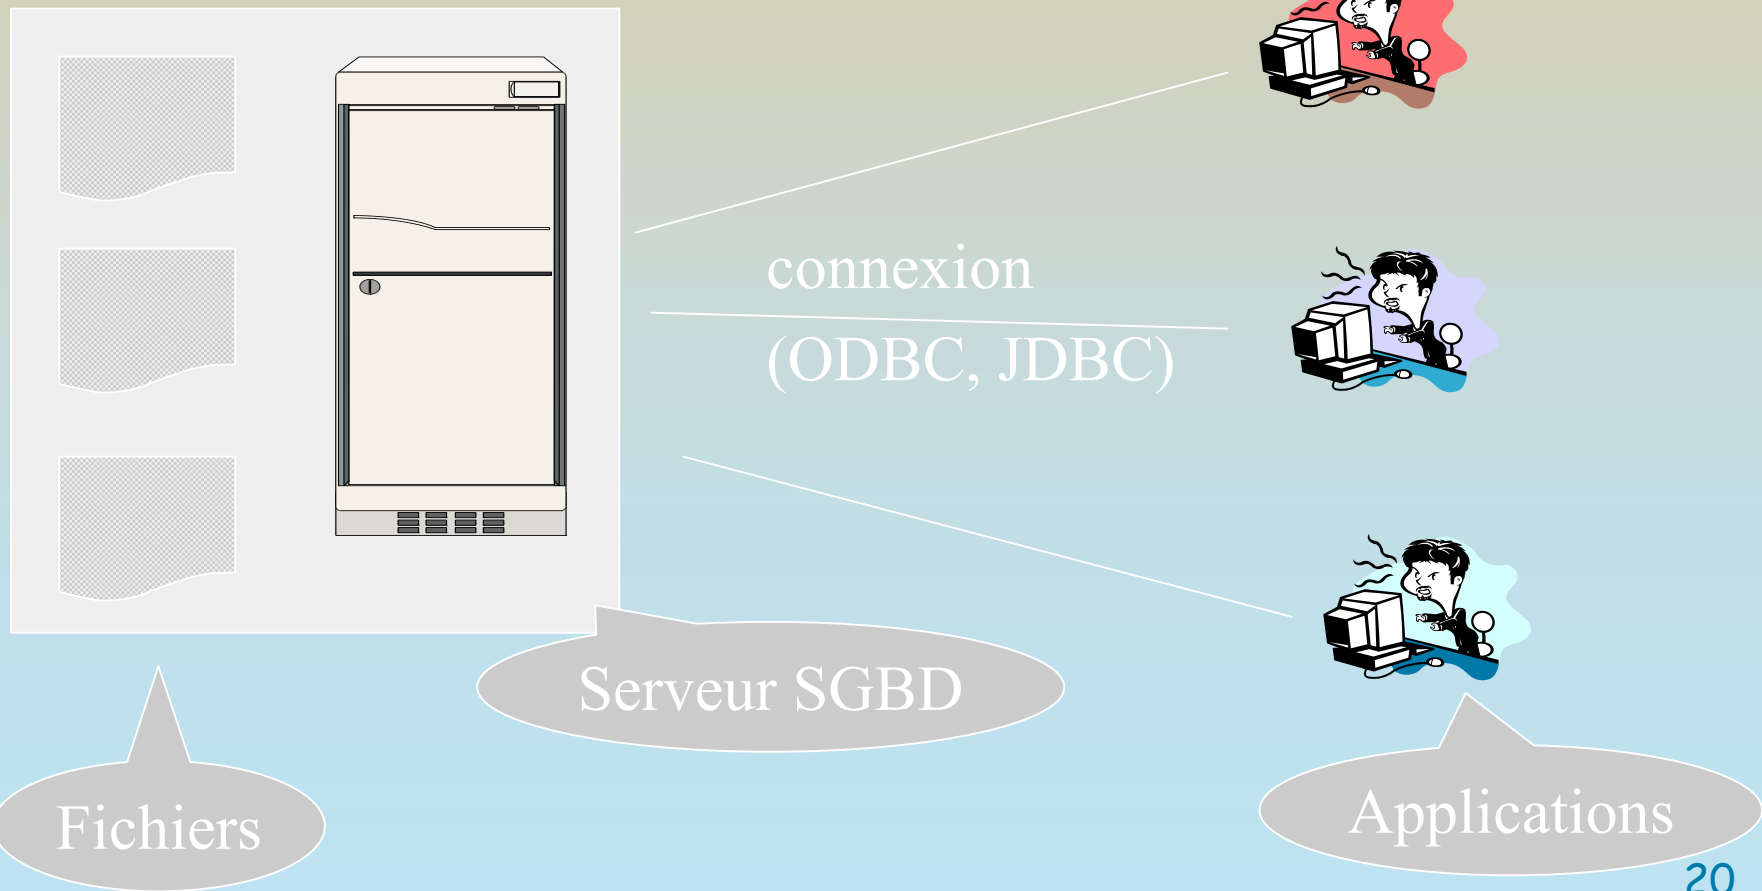 connexion
(ODBC, JDBC)
Serveur SGBD
Fichiers
Applications
20